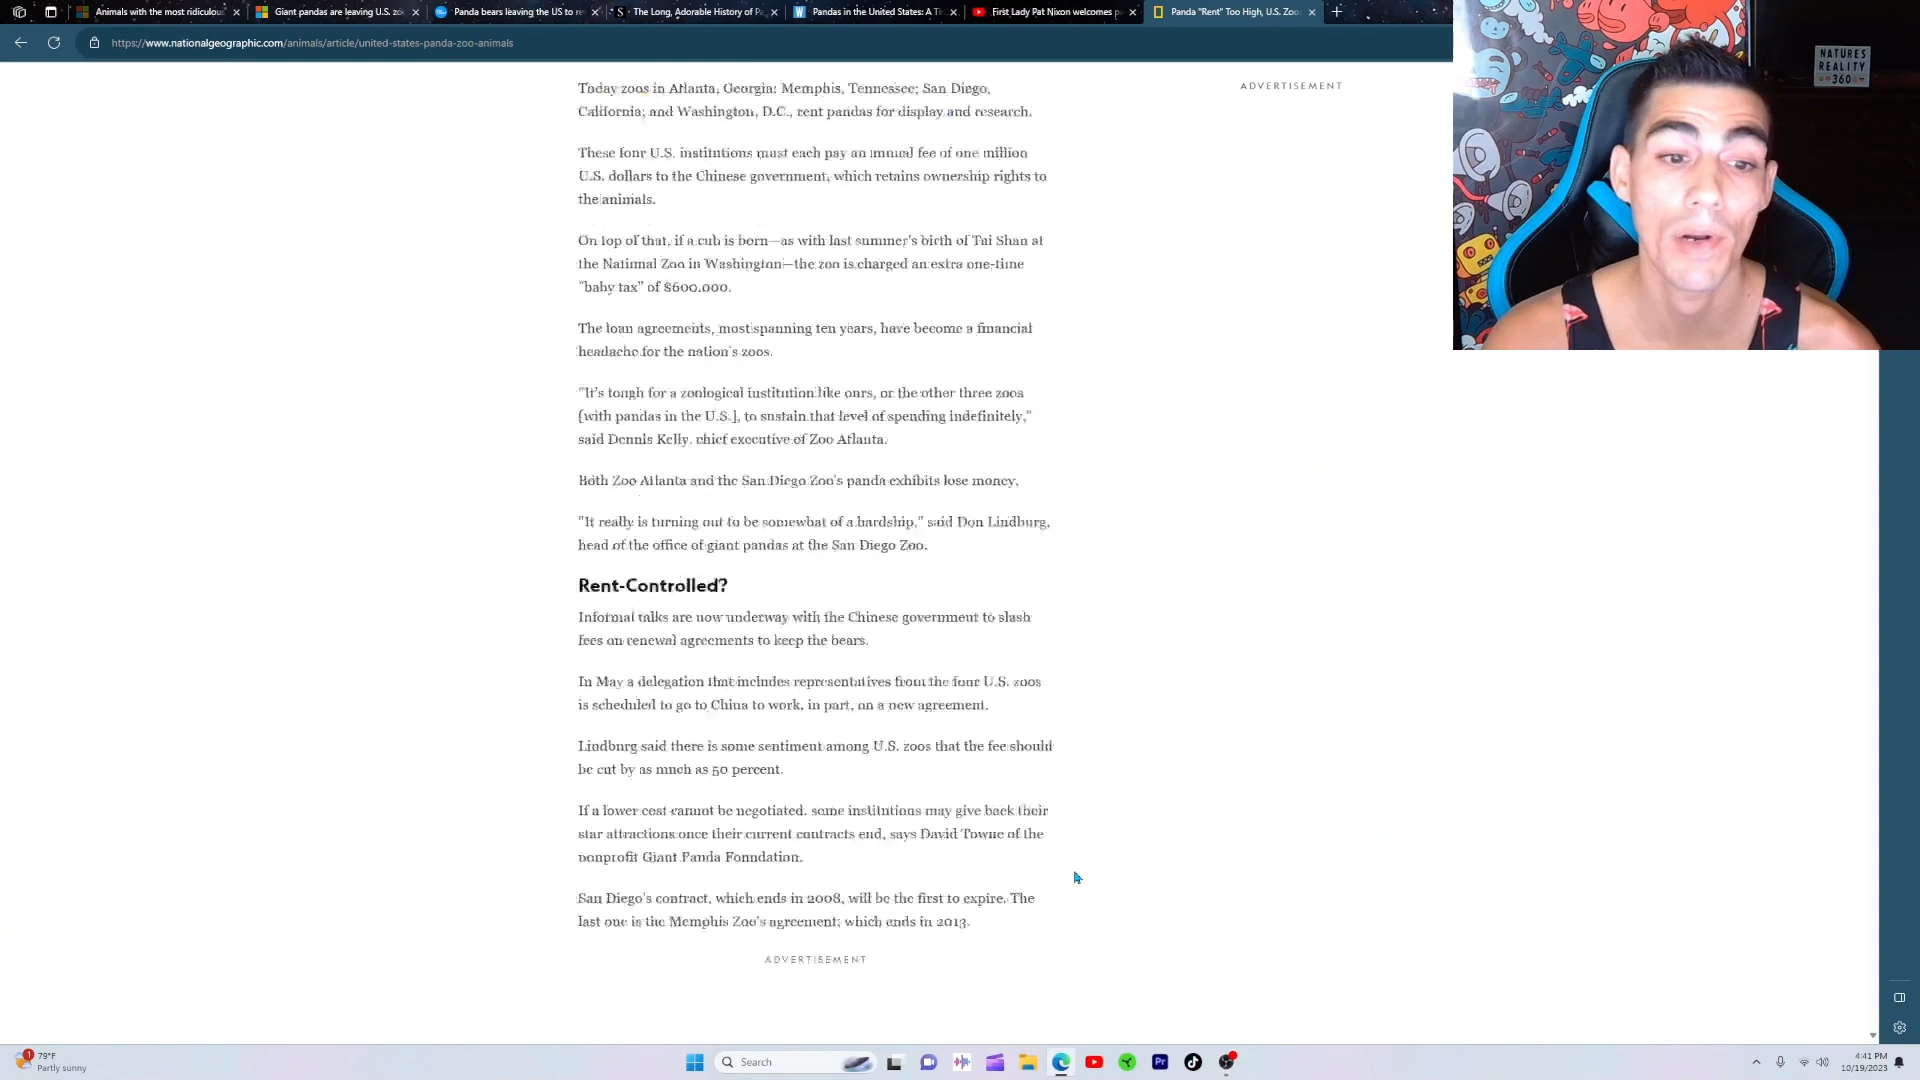 Animals with the most ridiculou
Giant pandas are leaving U.S. zo
Panda bears leaving the US to re
The Long, Adorable History of Pa
Pandas in the United States: A Ti
First Lady Pat Nixon welcomes p
Panda "Rent" Too High, U.S. Zoo
https://www.nationalgeographic.com/animals/article/united-states-panda-zoo-animals
NATURES
REALITY
360
ADVERTISEMENT
Today zoos in Atlanta, Georgia; Memphis, Tennessee; San Diego,
California; and Washington, D.C., rent pandas for display and research.
These four U.S. institutions must each pay an annual fee of one million
U.S. dollars to the Chinese government, which retains ownership rights to
the animals.
On top of that, if a cub is born—as with last summer's birth of Tai Shan at
the National Zoo in Washington—the zoo is charged an extra one-time
"baby tax" of $600,000.
The loan agreements, most spanning ten years, have become a financial
headache for the nation's zoos.
"It's tough for a zoological institution like ours, or the other three zoos
[with pandas in the U.S.], to sustain that level of spending indefinitely,"
said Dennis Kelly, chief executive of Zoo Atlanta.
Both Zoo Atlanta and the San Diego Zoo's panda exhibits lose money.
"It really is turning out to be somewhat of a hardship," said Don Lindburg,
head of the office of giant pandas at the San Diego Zoo.
Rent-Controlled?
Informal talks are now underway with the Chinese government to slash
fees on renewal agreements to keep the bears.
In May a delegation that includes representatives from the four U.S. zoos
is scheduled to go to China to work, in part, on a new agreement.
Lindburg said there is some sentiment among U.S. zoos that the fee should
be cut by as much as 50 percent.
If a lower cost cannot be negotiated, some institutions may give back their
star attractions once their current contracts end, says David Towne of the
nonprofit Giant Panda Foundation.
San Diego's contract, which ends in 2008, will be the first to expire. The
last one is the Memphis Zoo's agreement, which ends in 2013.
ADVERTISEMENT
1
79°F
Partly sunny
Search
Pr
4:41 PM
10/19/2023